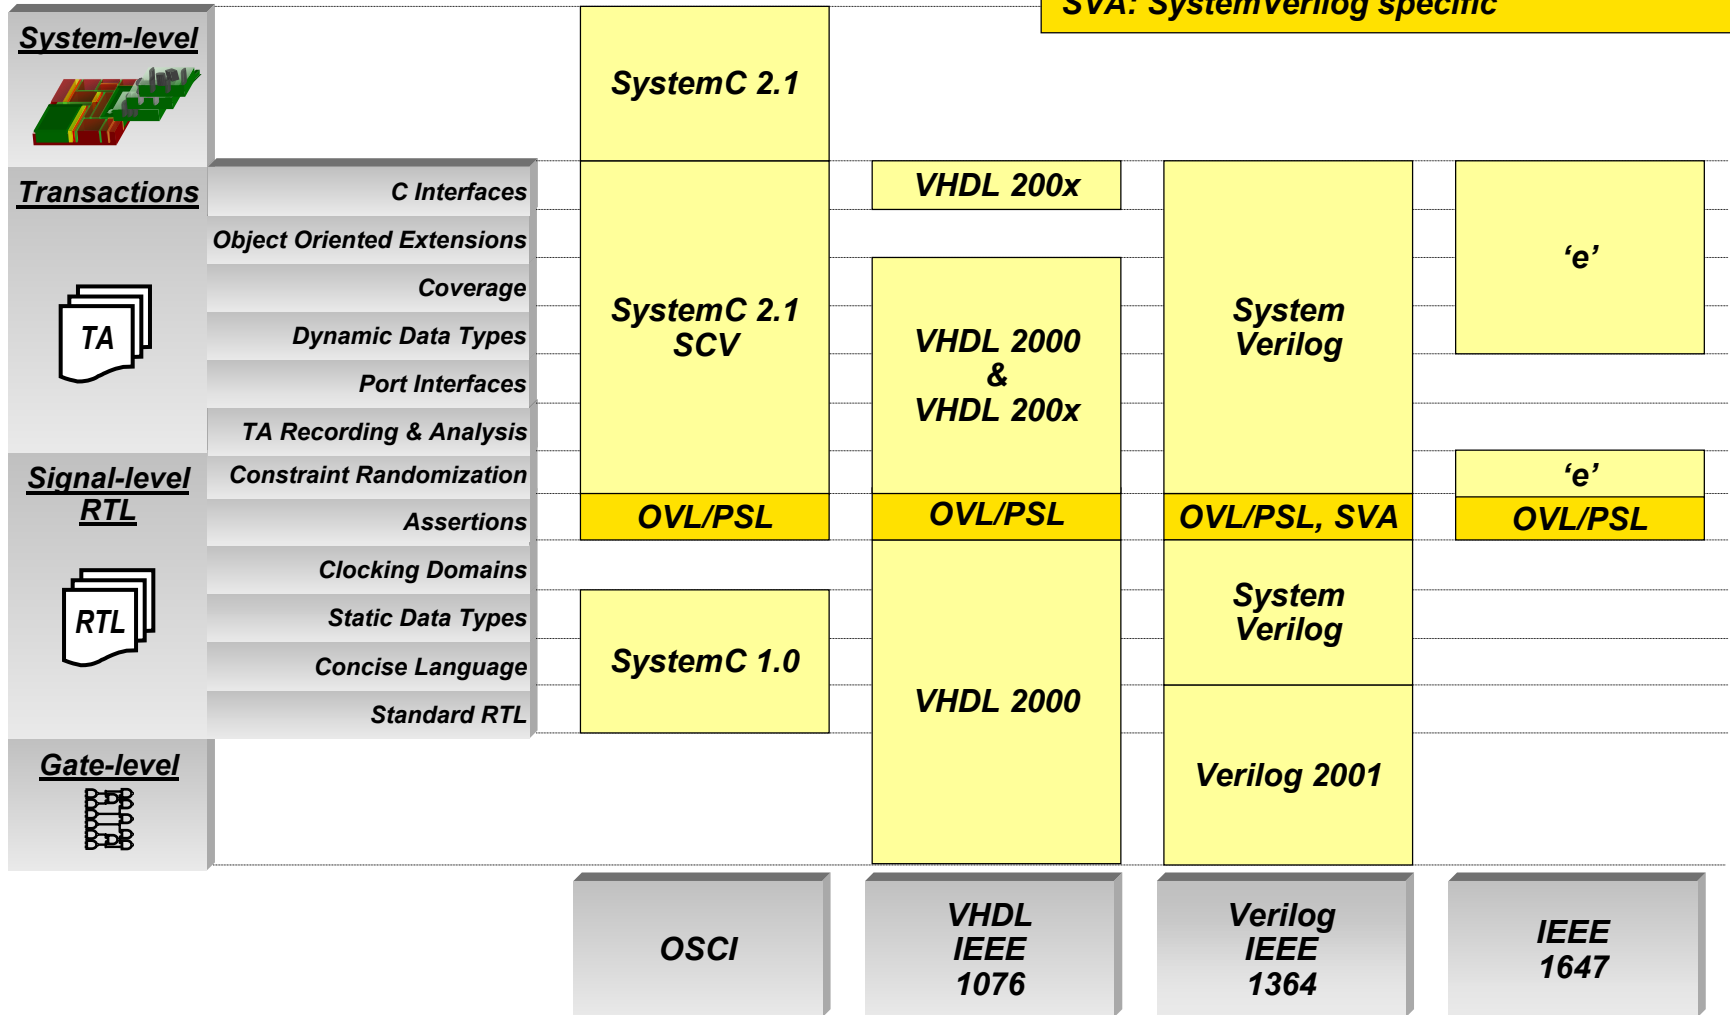 SVA: SystemVerilog specific
System-level
SystemC 2.1
Transactions
C Interfaces
Object Oriented Extensions
Coverage
Dynamic Data Types
Port Interfaces
TA Recording & Analysis
TA
SystemC 2.1
SCV
VHDL 200x
VHDL 2000
&
VHDL 200x
System
Verilog
‘e’
Signal-level
RTL
Constraint Randomization
Assertions
Clocking Domains
Static Data Types
Concise Language
Standard RTL
RTL
‘e’
OVL/PSL
OVL/PSL
OVL/PSL, SVA
OVL/PSL
SystemC 1.0
VHDL 2000
System
Verilog
Verilog 2001
Gate-level
OSCI
VHDL
IEEE
1076
Verilog
IEEE
1364
IEEE
1647